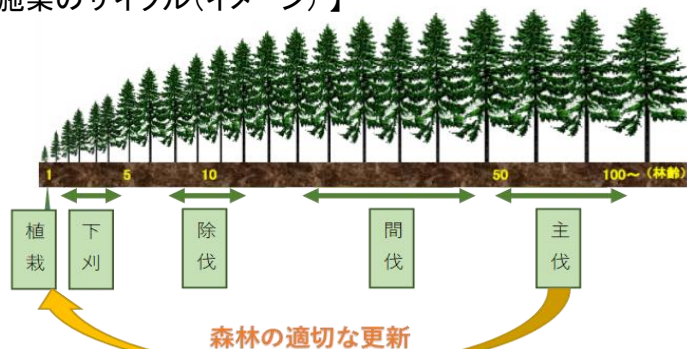 施業のサイクル(イメージ)】
1 5 10 50 100～ (林齢)
植栽
下刈
除伐
間伐
主伐
森林の適切な更新